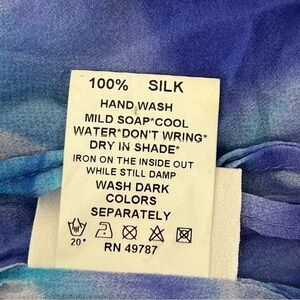 100% SILK
HAND WASH
MILD SOAP*COOL
WATER*DON'T WRING*
DRY IN SHADE*
IRON ON THE INSIDE OUT
WHILE STILL DAMP
WASH DARK
COLORS
SEPARATELY
20°
RN 49787